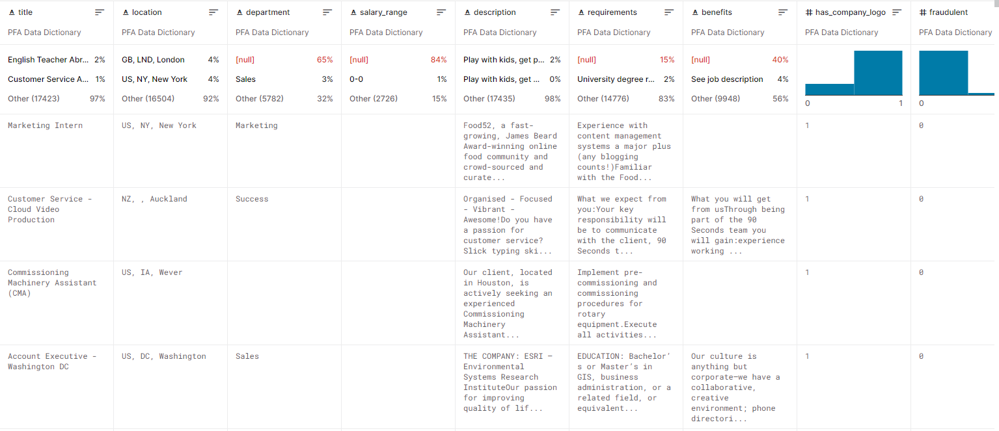 title location department salary_range description requirements benefits has_company_logo fraudulent
PFA Data Dictionary PFA Data Dictionary PFA Data Dictionary PFA Data Dictionary PFA Data Dictionary PFA Data Dictionary PFA Data Dictionary PFA Data Dictionary PFA Data Dictionary
English Teacher Abr... 2% GB, LND, London 4% [null] 65% [null] 84% Play with kids, get p... 2% [null] 15% [null] 40%
Customer Service A... 1% US, NY, New York 4% Sales 3% 0-0 1% Play with kids, get ... 0% University degree r... 2% See job description 4%
Other (17423) 97% Other (16504) 92% Other (5782) 32% Other (2726) 15% Other (17435) 98% Other (14776) 83% Other (9948) 56% 0 1 0
Marketing Intern
US, NY, New York
Marketing
Food52, a fast-
growing, James Beard
Award-winning online
food community and
crowd-sourced and
curate...
Experience with
content management
systems a major plus
(any blogging
counts!)Familiar
with the Food...
1
0
Customer Service -
Cloud Video
Production
NZ, , Auckland
Success
Organised - Focused
- Vibrant -
Awesome!Do you have
a passion for
customer service?
Slick typing ski...
What we expect from
you:Your key
responsibility will
be to communicate
with the client, 90
Seconds t...
What you will get
from usThrough being
part of the 90
Seconds team you
will gain:experience
working ...
1
0
Commissioning
Machinery Assistant
(CMA)
US, IA, Wever
Our client, located
in Houston, is
actively seeking an
experienced
Commissioning
Machinery
Assistant...
Implement pre-
commissioning and
commissioning
procedures for
rotary
equipment.Execute
all activities...
1
0
Account Executive -
Washington DC
US, DC, Washington
Sales
THE COMPANY: ESRI –
Environmental
Systems Research
InstituteOur passion
for improving
quality of lif...
EDUCATION: Bachelor’
s or Master’s in
GIS, business
administration, or a
related field, or
equivalent...
Our culture is
anything but
corporate—we have a
collaborative,
creative
environment; phone
directori...
1
0